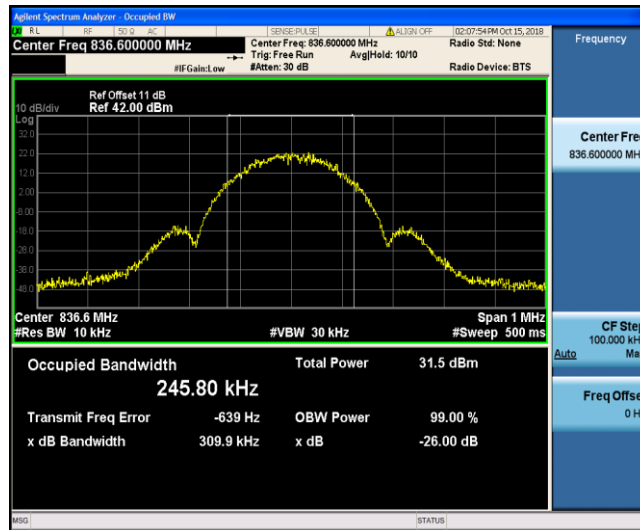 Agilent Spectrum Analyzer - Occupied BW
RL RF 50 Ω AC SENSE:PULSE ALIGN OFF 02:07:54 PM Oct 15, 2018
Center Freq 836.600000 MHz Center Freq: 836.600000 MHz Radio Std: None
Trig: Free Run Avg|Hold: 10/10
#IFGain:Low #Atten: 30 dB Radio Device: BTS
Frequency
Ref Offset 11 dB
10 dB/div Ref 42.00 dBm
Log
32.0
22.0
12.0
2.00
-8.00
-18.0
-28.0
-38.0
-48.0
Center 836.6 MHz Span 1 MHz
#Res BW 10 kHz #VBW 30 kHz #Sweep 500 ms
Occupied Bandwidth Total Power 31.5 dBm
245.80 kHz
Transmit Freq Error -639 Hz OBW Power 99.00 %
x dB Bandwidth 309.9 kHz x dB -26.00 dB
Center Fre
836.600000 MH
CF Ste
100.000 kH
Auto Ma
Freq Offse
0 H
MSG STATUS